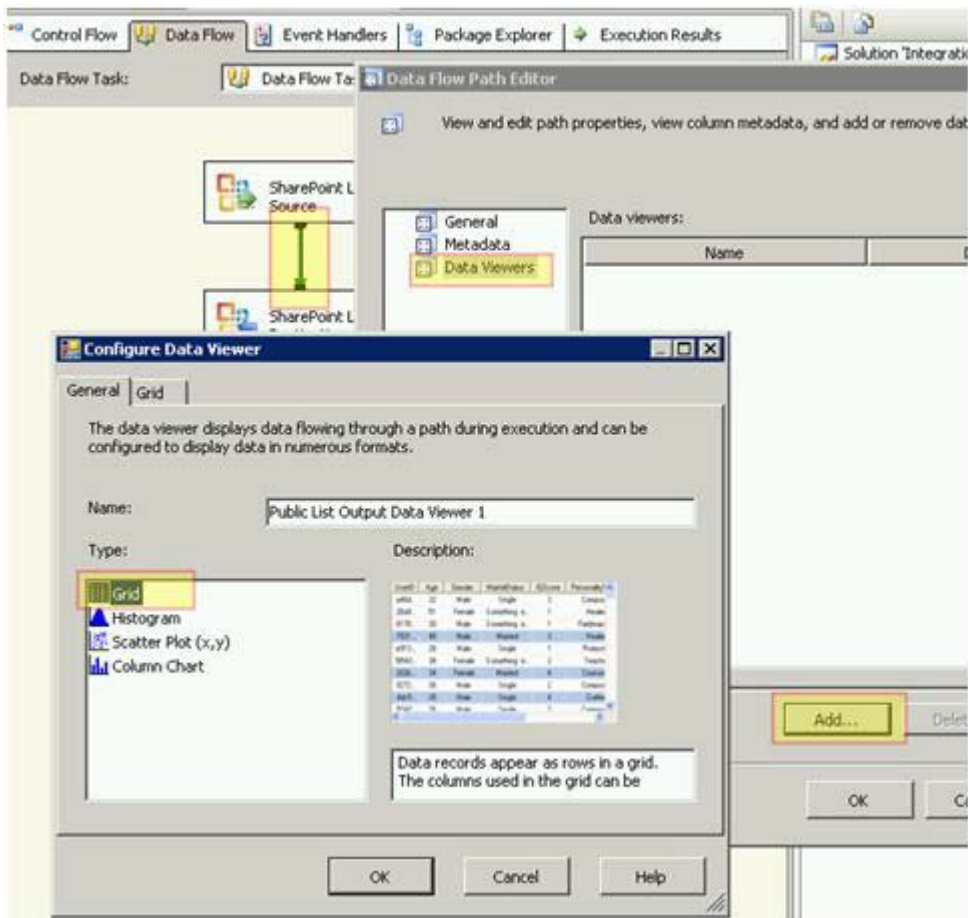 Control Flow Data Flow Event Handlers Package Explorer Execution Results
Solution 'Integratio
Data Flow Task: Data Flow Ta
Data Flow Path Editor
View and edit path properties, view column metadata, and add or remove dat
SharePoint L
Source
General
Metadata
Data Viewers
Data viewers:
Name
SharePoint L
Configure Data Viewer
General Grid
The data viewer displays data flowing through a path during execution and can be
configured to display data in numerous formats.
Name: Public List Output Data Viewer 1
Type:
Description:
Grid
Histogram
Scatter Plot (x,y)
Column Chart
Data records appear as rows in a grid.
The columns used in the grid can be
Add... Delet
OK Ca
OK Cancel Help